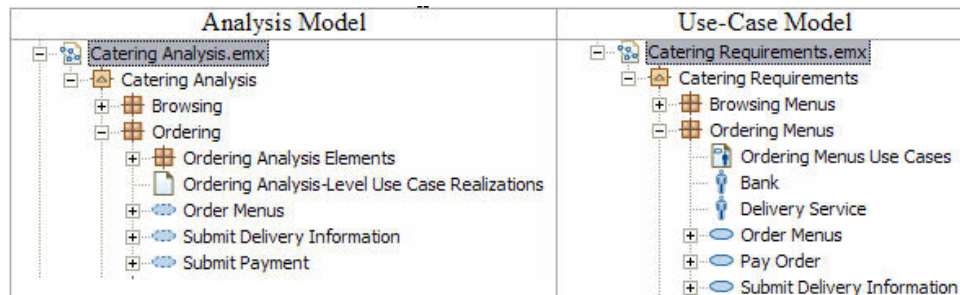 Analysis Model
Catering Analysis.emx
Catering Analysis
Browsing
Ordering
Ordering Analysis Elements
Ordering Analysis-Level Use Case Realizations
Order Menus
Submit Delivery Information
Submit Payment
Use-Case Model
Catering Requirements.emx
Catering Requirements
Browsing Menus
Ordering Menus
Ordering Menus Use Cases
Bank
Delivery Service
Order Menus
Pay Order
Submit Delivery Information